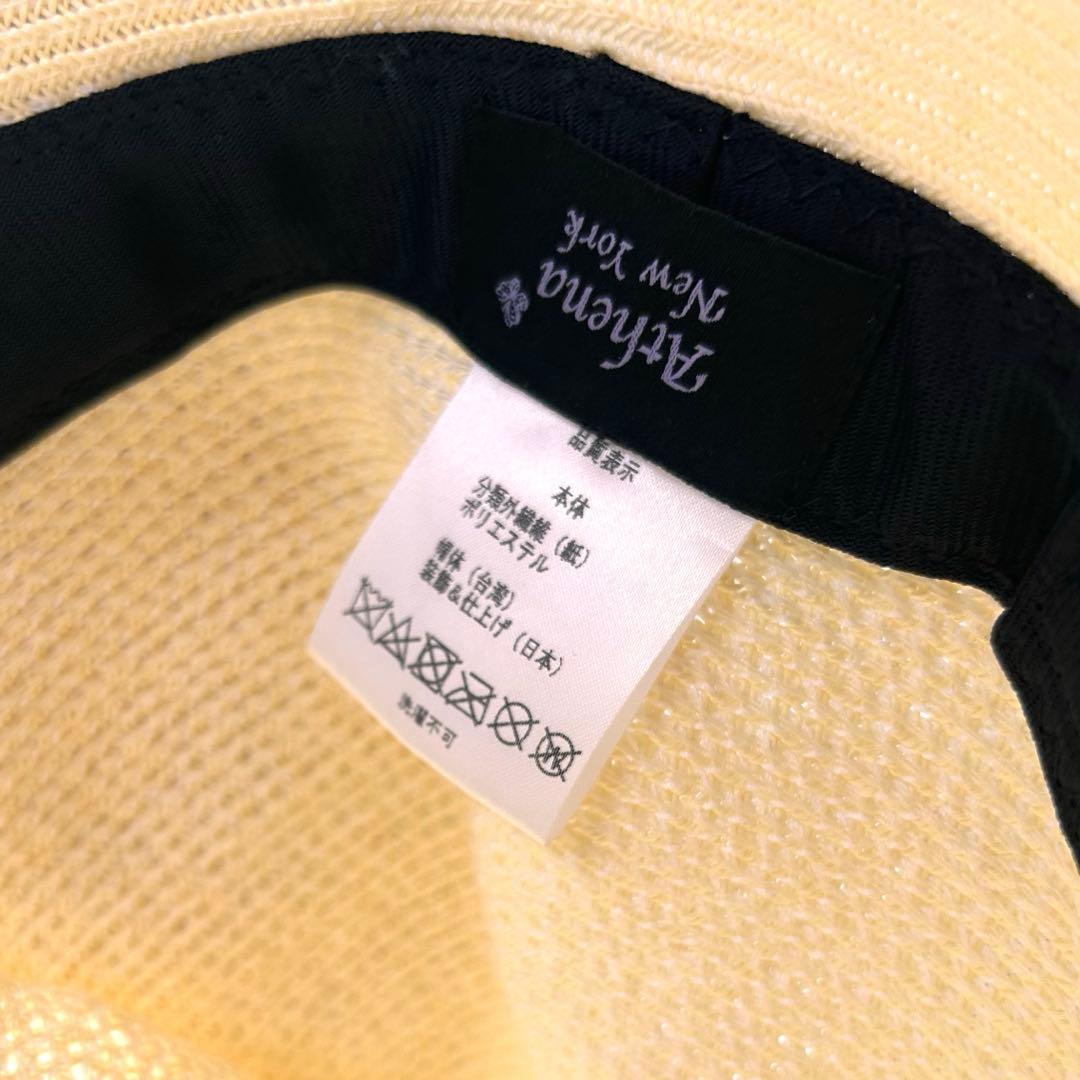 Athena
New York
品質表示
本体
分類外繊維（紙）
ポリエステル
帽体（台湾）
装飾&仕上げ（日本）
洗濯不可